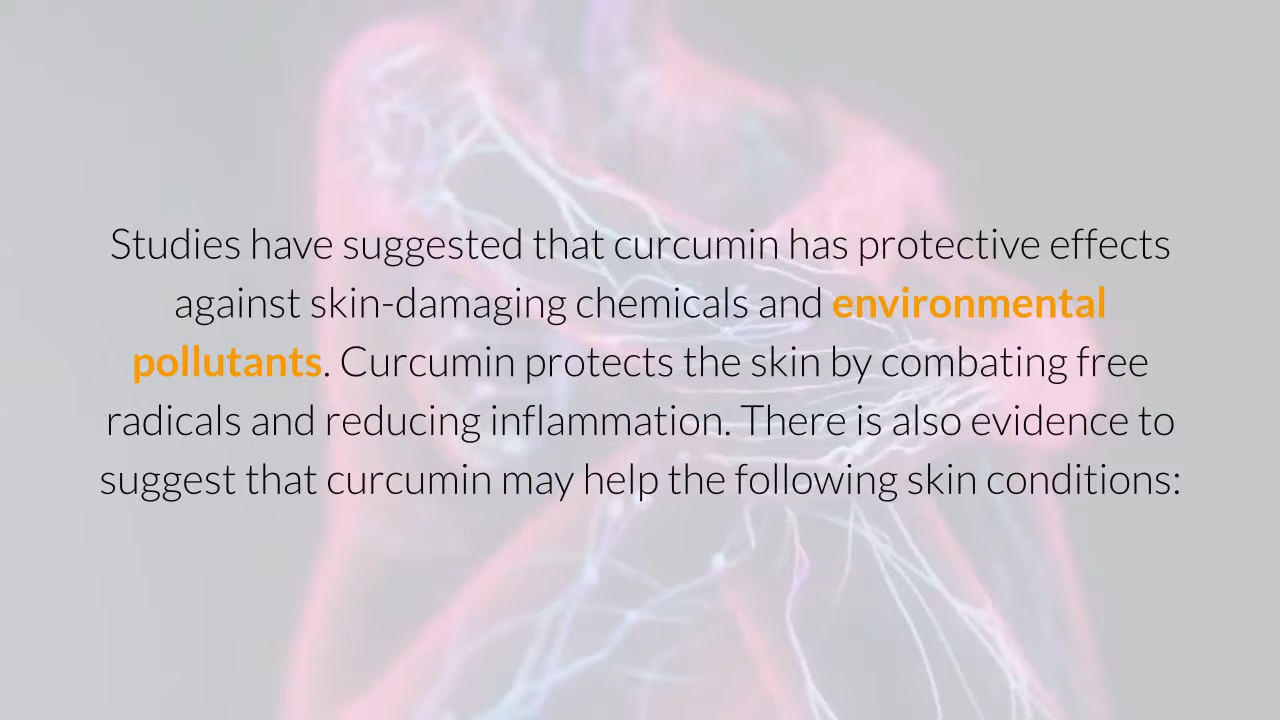 Studies have suggested that curcumin has protective effects
against skin-damaging chemicals and environmental
pollutants. Curcumin protects the skin by combating free
radicals and reducing inflammation. There is also evidence to
suggest that curcumin may help the following skin conditions: